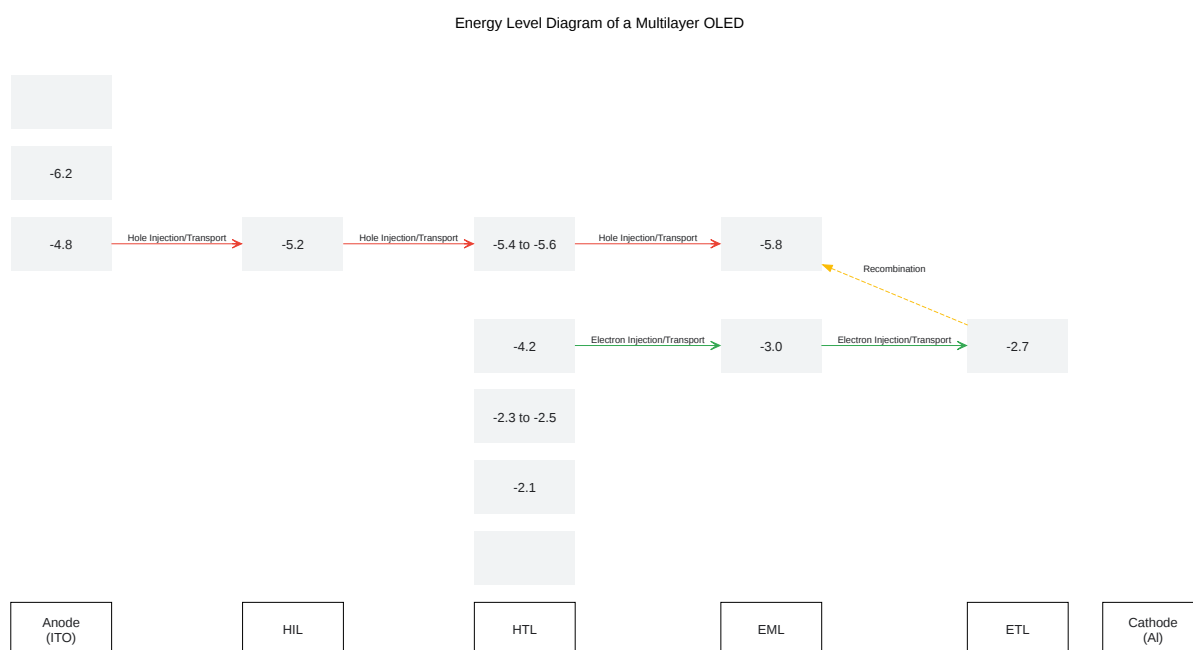 Energy Level Diagram of a Multilayer OLED
-6.2
-4.8
Hole Injection/Transport
-5.2
Hole Injection/Transport
-5.4 to -5.6
Hole Injection/Transport
-5.8
Recombination
-4.2
Electron Injection/Transport
-3.0
Electron Injection/Transport
-2.7
-2.3 to -2.5
-2.1
Anode
(ITO)
HIL
HTL
EML
ETL
Cathode
(Al)